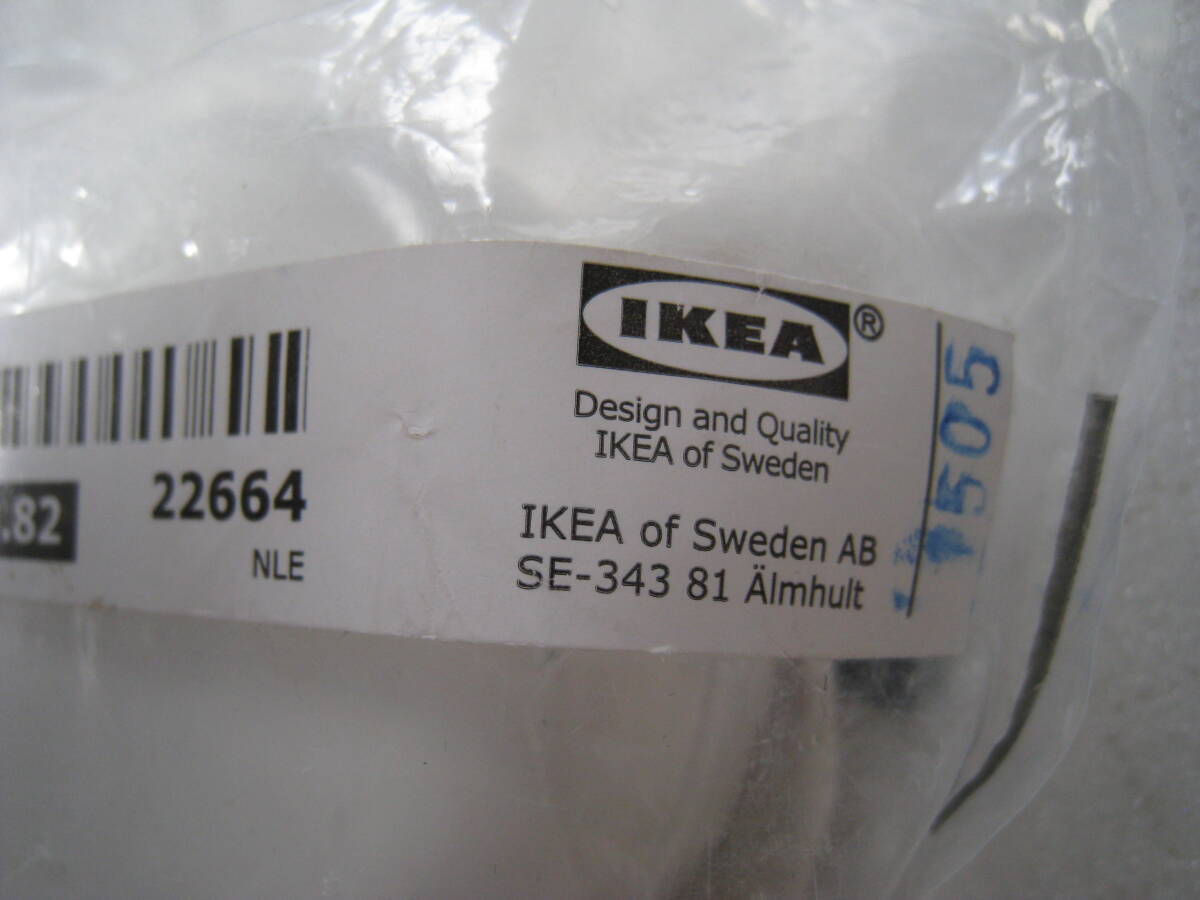 IKEA®
Design and Quality
IKEA of Sweden
IKEA of Sweden AB
SE-343 81 Älmhult
22664
.82
NLE
505